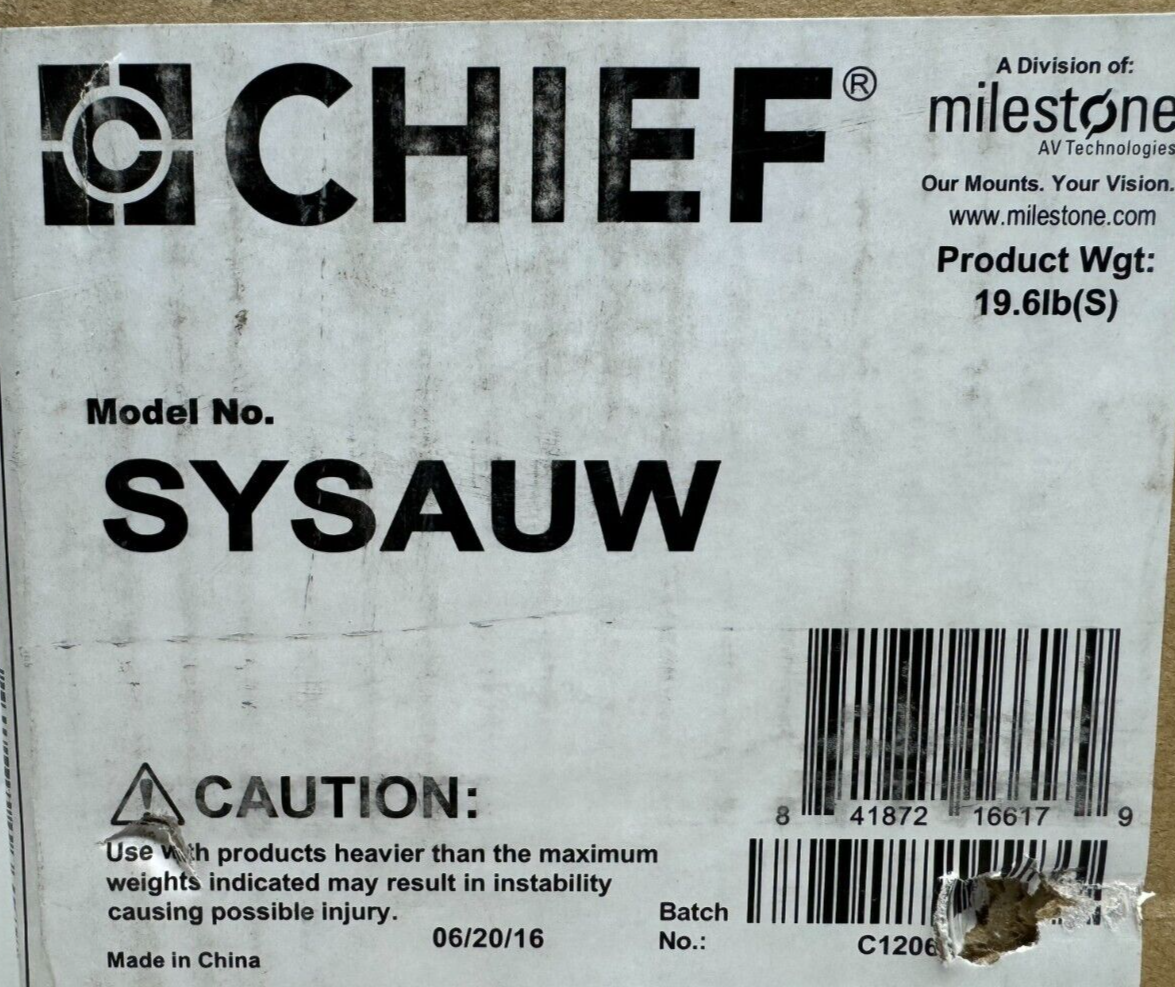 CHIEF®
A Division of:
milestone
AV Technologies
Our Mounts. Your Vision.
www.milestone.com
Product Wgt:
19.6lb(S)
Model No.
SYSAUW
CAUTION:
Use with products heavier than the maximum
weights indicated may result in instability
causing possible injury.
06/20/16
Made in China
8 41872 16617 9
Batch
No.:
C1206